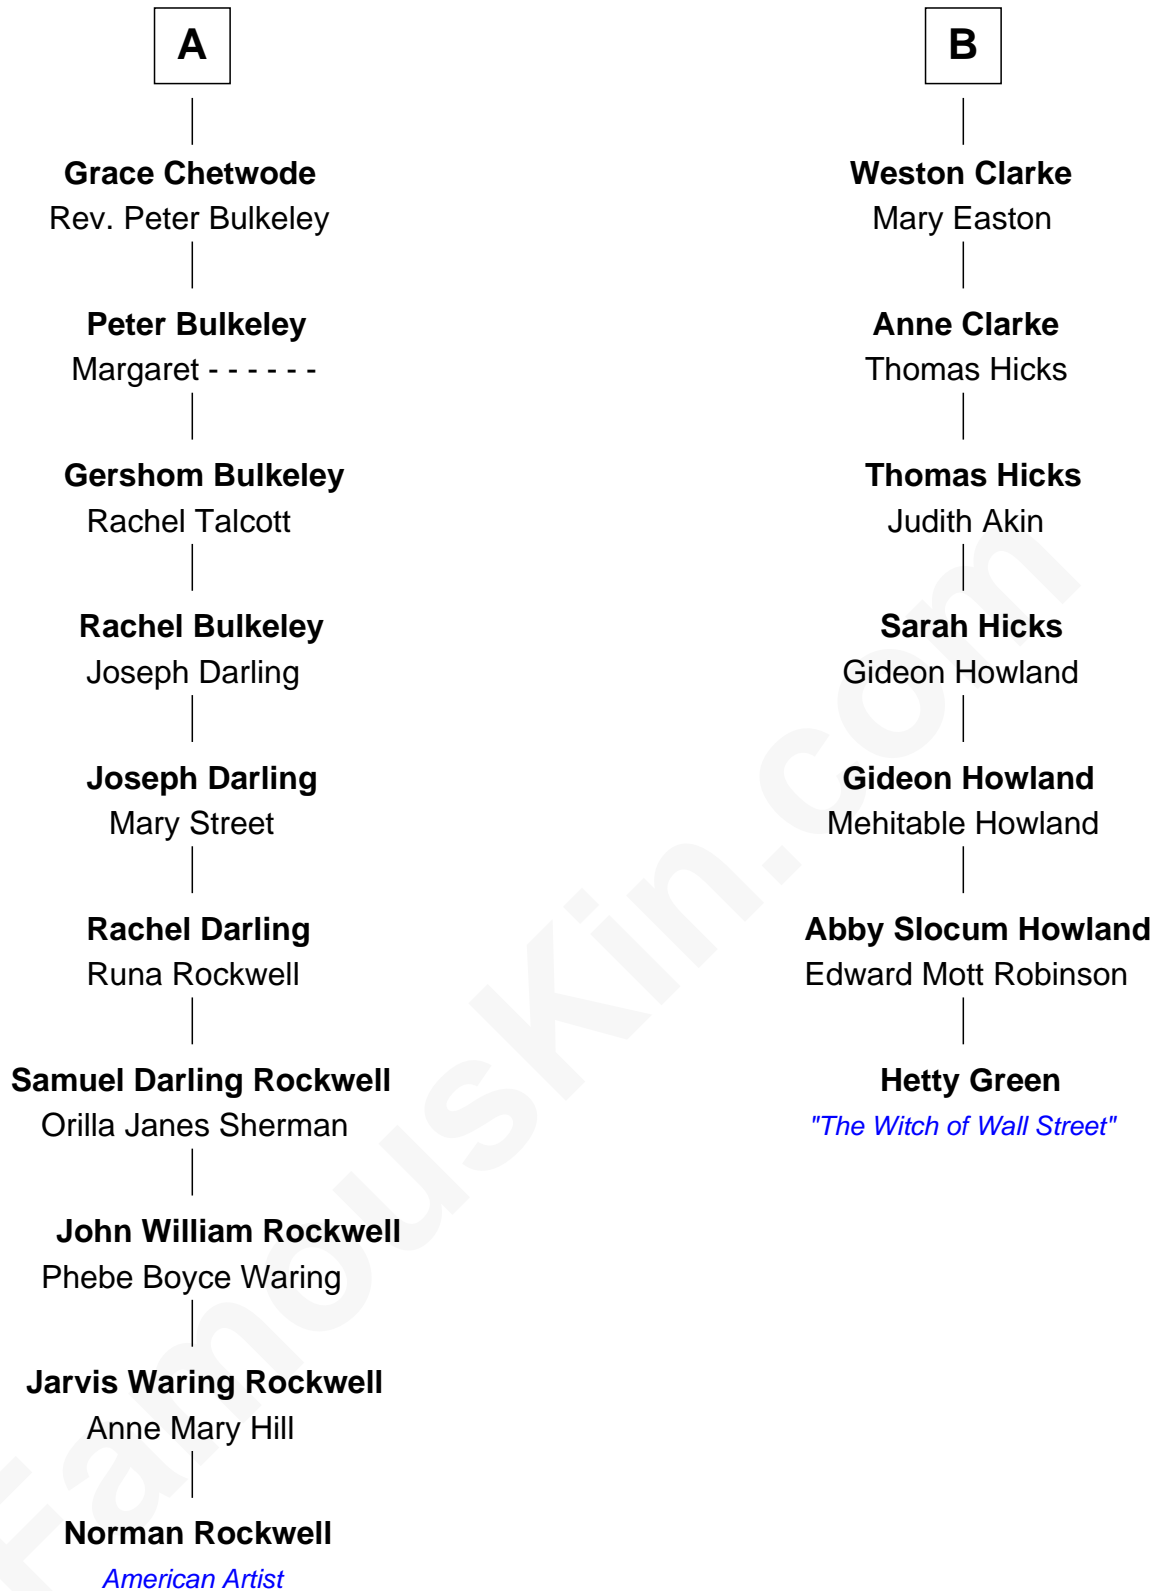 A
Grace Chetwode
Rev. Peter Bulkeley
Peter Bulkeley
Margaret - - - - - -
Gershom Bulkeley
Rachel Talcott
Rachel Bulkeley
Joseph Darling
Joseph Darling
Mary Street
Rachel Darling
Runa Rockwell
Samuel Darling Rockwell
Orilla Janes Sherman
John William Rockwell
Phebe Boyce Waring
Jarvis Waring Rockwell
Anne Mary Hill
Norman Rockwell
American Artist
B
Weston Clarke
Mary Easton
Anne Clarke
Thomas Hicks
Thomas Hicks
Judith Akin
Sarah Hicks
Gideon Howland
Gideon Howland
Mehitable Howland
Abby Slocum Howland
Edward Mott Robinson
Hetty Green
"The Witch of Wall Street"
FamousKin.com